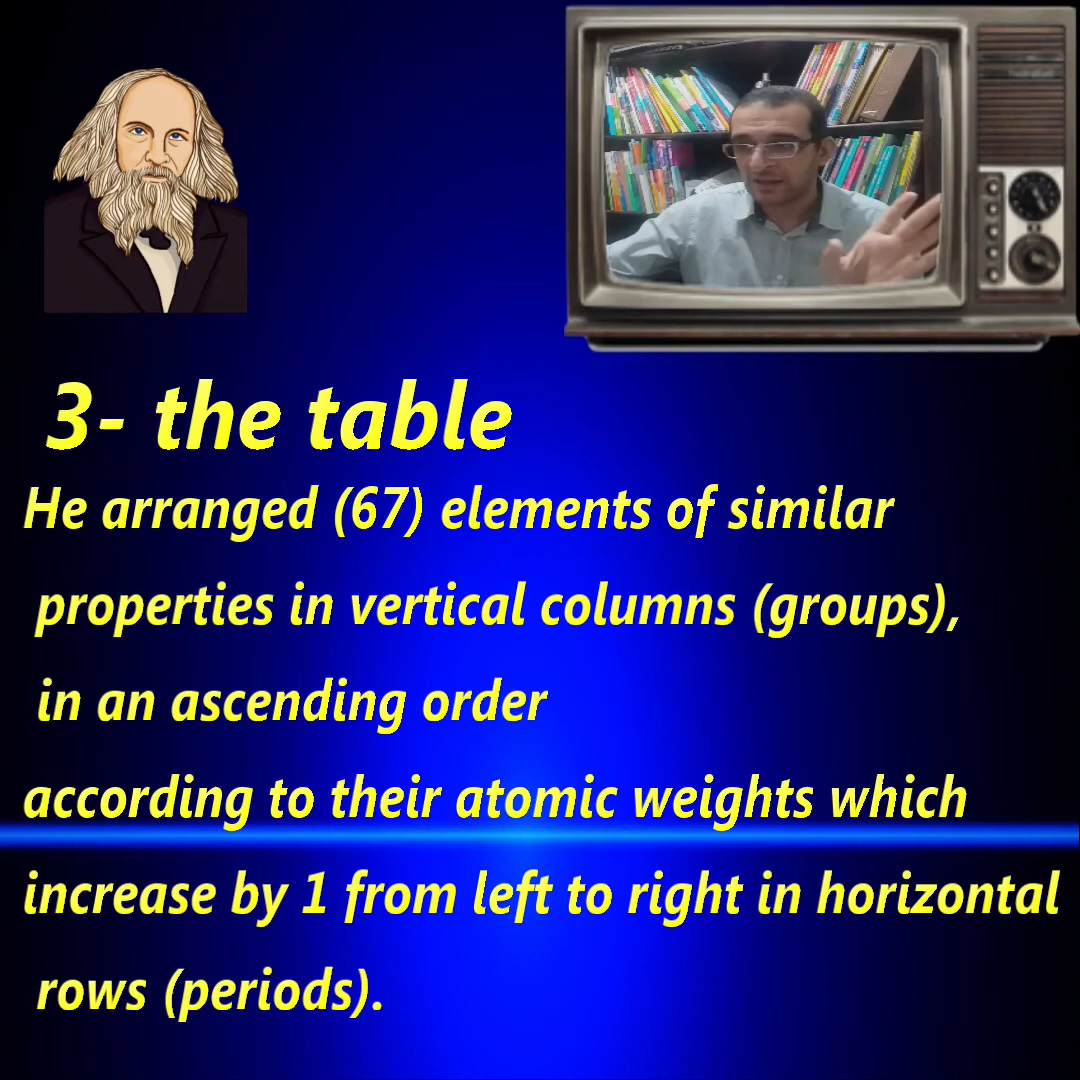 3- the table
He arranged (67) elements of similar
properties in vertical columns (groups),
in an ascending order
according to their atomic weights which
increase by 1 from left to right in horizontal
rows (periods).